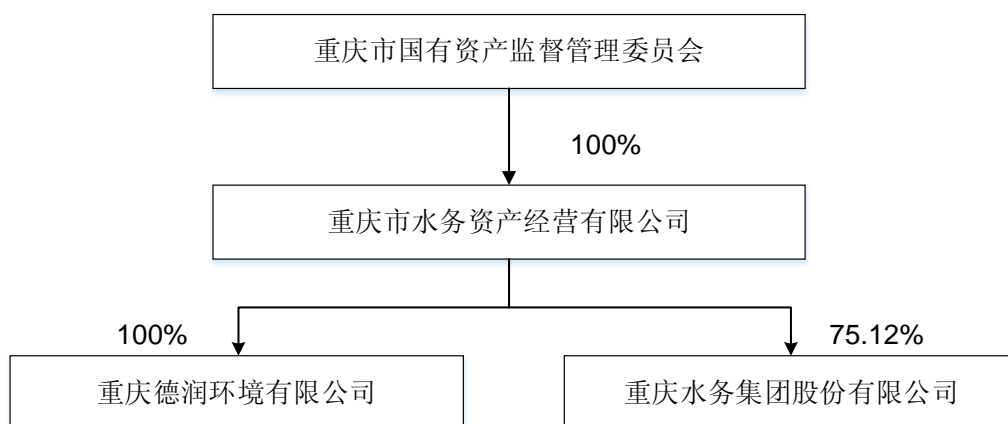 重庆市国有资产监督管理委员会
100%
重庆市水务资产经营有限公司
100%
75.12%
重庆德润环境有限公司
重庆水务集团股份有限公司